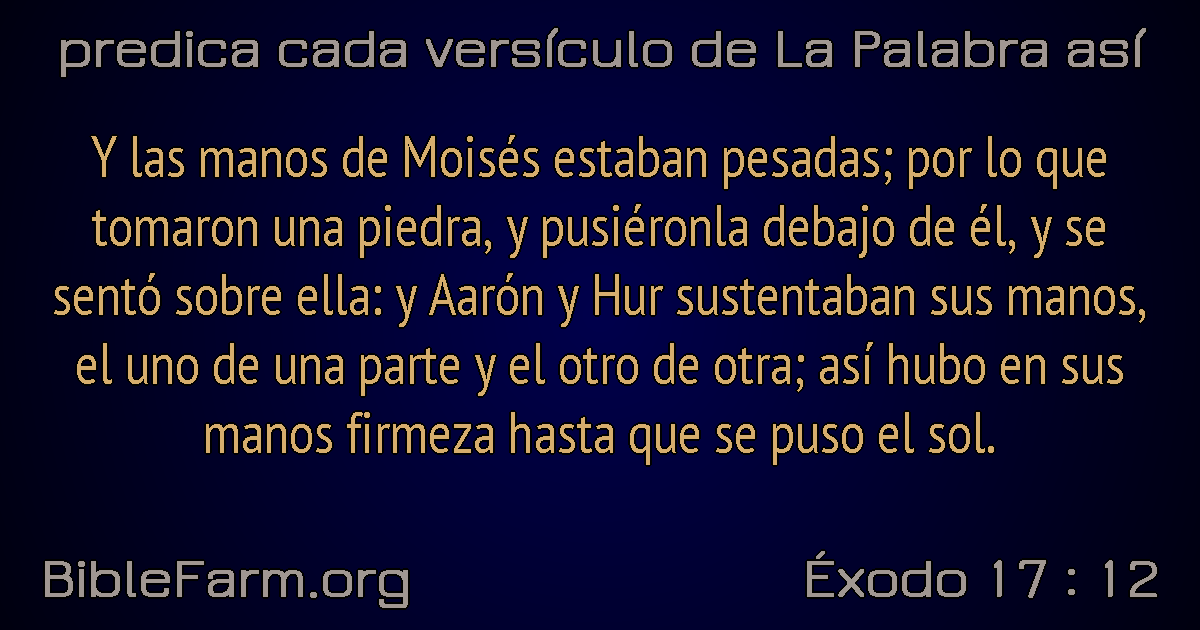 predica cada versículo de La Palabra así
Y las manos de Moisés estaban pesadas; por lo que
tomaron una piedra, y pusiéronla debajo de él, y se
sentó sobre ella: y Aarón y Hur sustentaban sus manos,
el uno de una parte y el otro de otra; así hubo en sus
manos firmeza hasta que se puso el sol.
BibleFarm.org
Éxodo 17 : 12